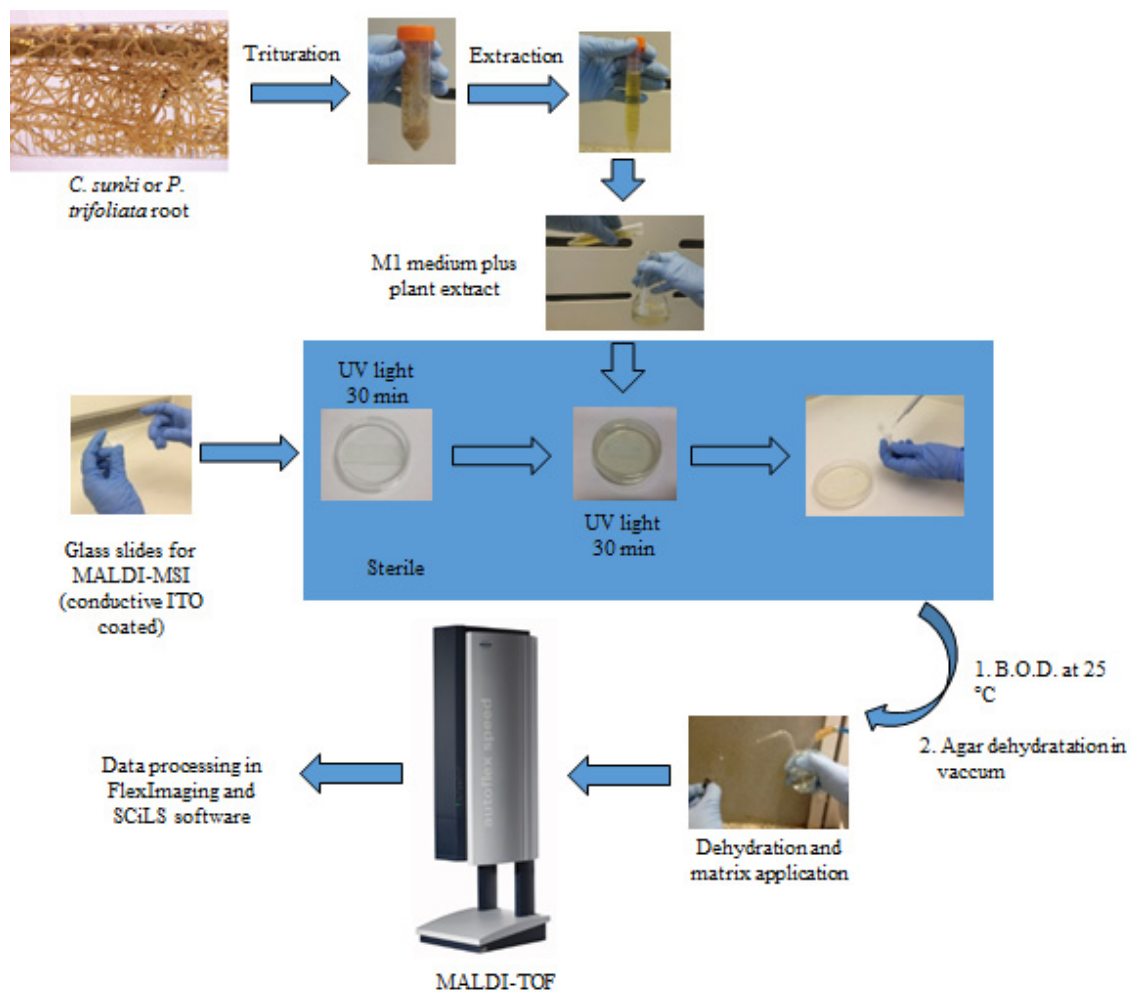 Trituration
Extraction
C. sunki or P.
trifoliata root
M1 medium plus
plant extract
UV light
30 min
UV light
30 min
Sterile
Glass slides for
MALDI-MSI
(conductive ITO
coated)
1. B.O.D. at 25
°C
2. Agar dehydratation in
vaccum
Dehydration and
matrix application
autoflex speed
MALDI-TOF
Data processing in
FlexImaging and
SCiLS software